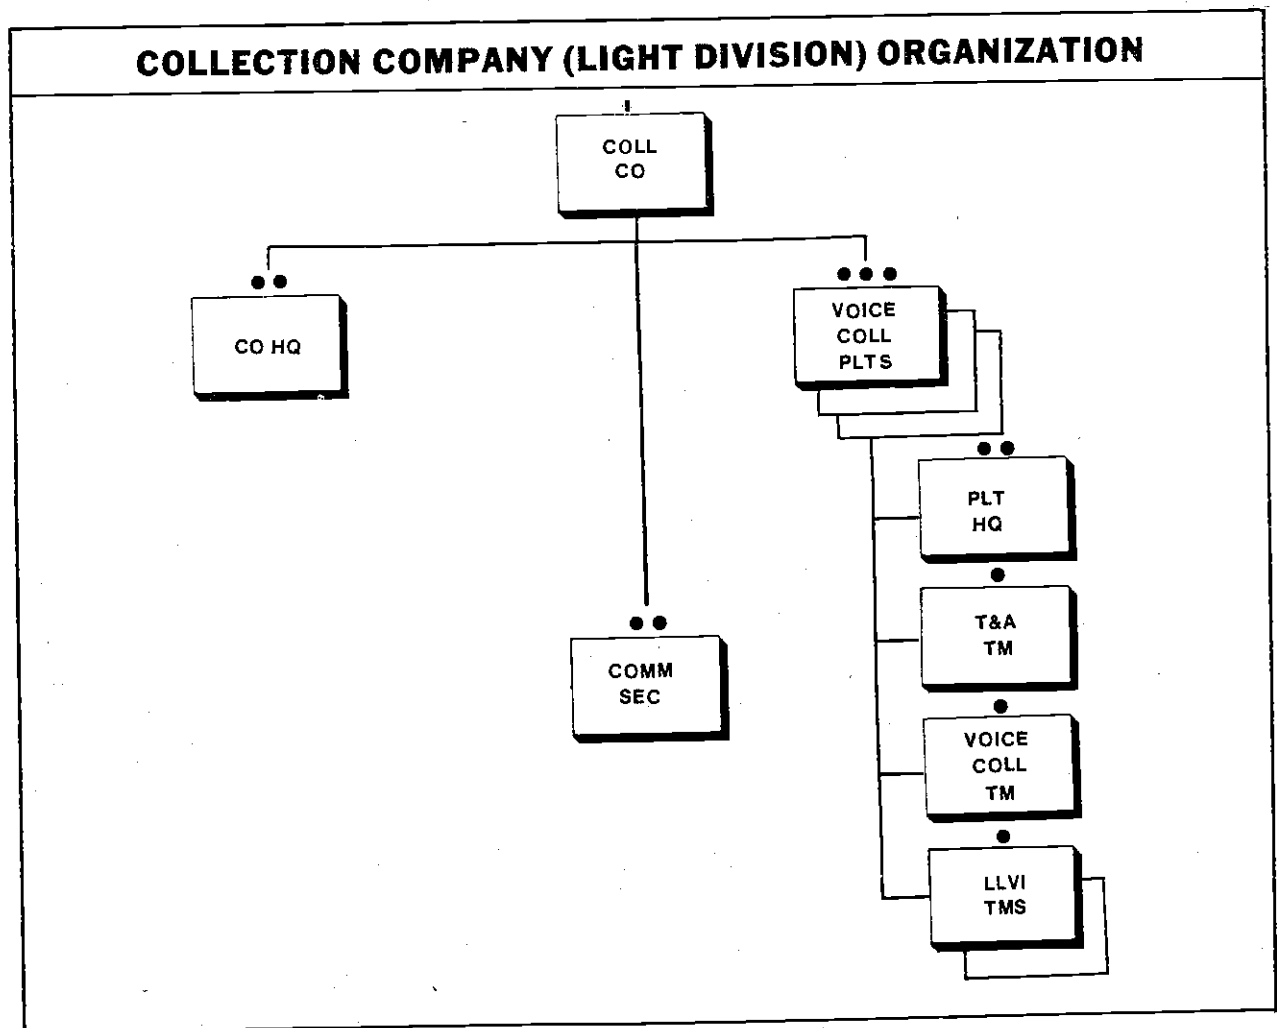 COLLECTION COMPANY (LIGHT DIVISION) ORGANIZATION
COLL
CO
CO HQ
VOICE
COLL
PLTS
PLT
HQ
T&A
TM
COMM
SEC
VOICE
COLL
TM
LLVI
TMS